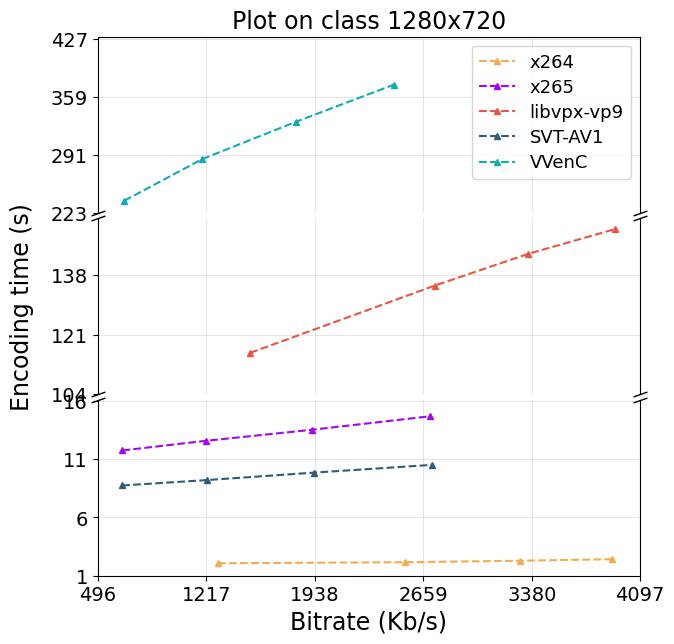 Plot on class 1280x720
427
359
291
223
138
121
104
16
11
6
1
Encoding time (s)
x264
x265
libvpx-vp9
SVT-AV1
VVenC
496 1217 1938 2659 3380 4097
Bitrate (Kb/s)